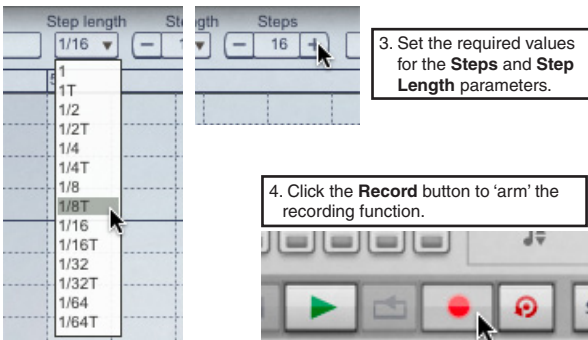 Step length
1/16
1
1T
1/2
1/2T
1/4
1/4T
1/8
1/8T
1/16
1/16T
1/32
1/32T
1/64
1/64T
gth Steps
16
3. Set the required values
for the Steps and Step
Length parameters.
4. Click the Record button to ‘arm’ the
recording function.